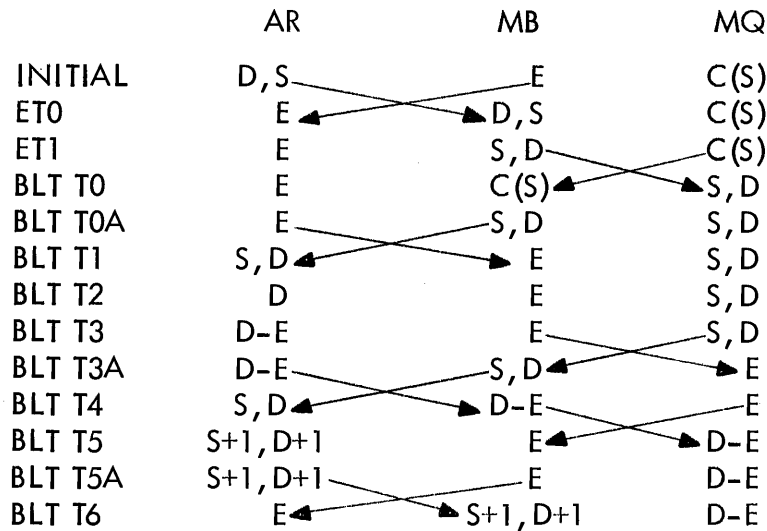 AR MB MQ
INITIAL D,S E C(S)
ET0 E D,S C(S)
ET1 E S,D C(S)
BLT T0 E C(S) S,D
BLT T0A E S,D S,D
BLT T1 S,D E S,D
BLT T2 D E S,D
BLT T3 D-E E S,D
BLT T3A D-E S,D E
BLT T4 S,D D-E E
BLT T5 S+1,D+1 E D-E
BLT T5A S+1,D+1 E D-E
BLT T6 E S+1,D+1 D-E